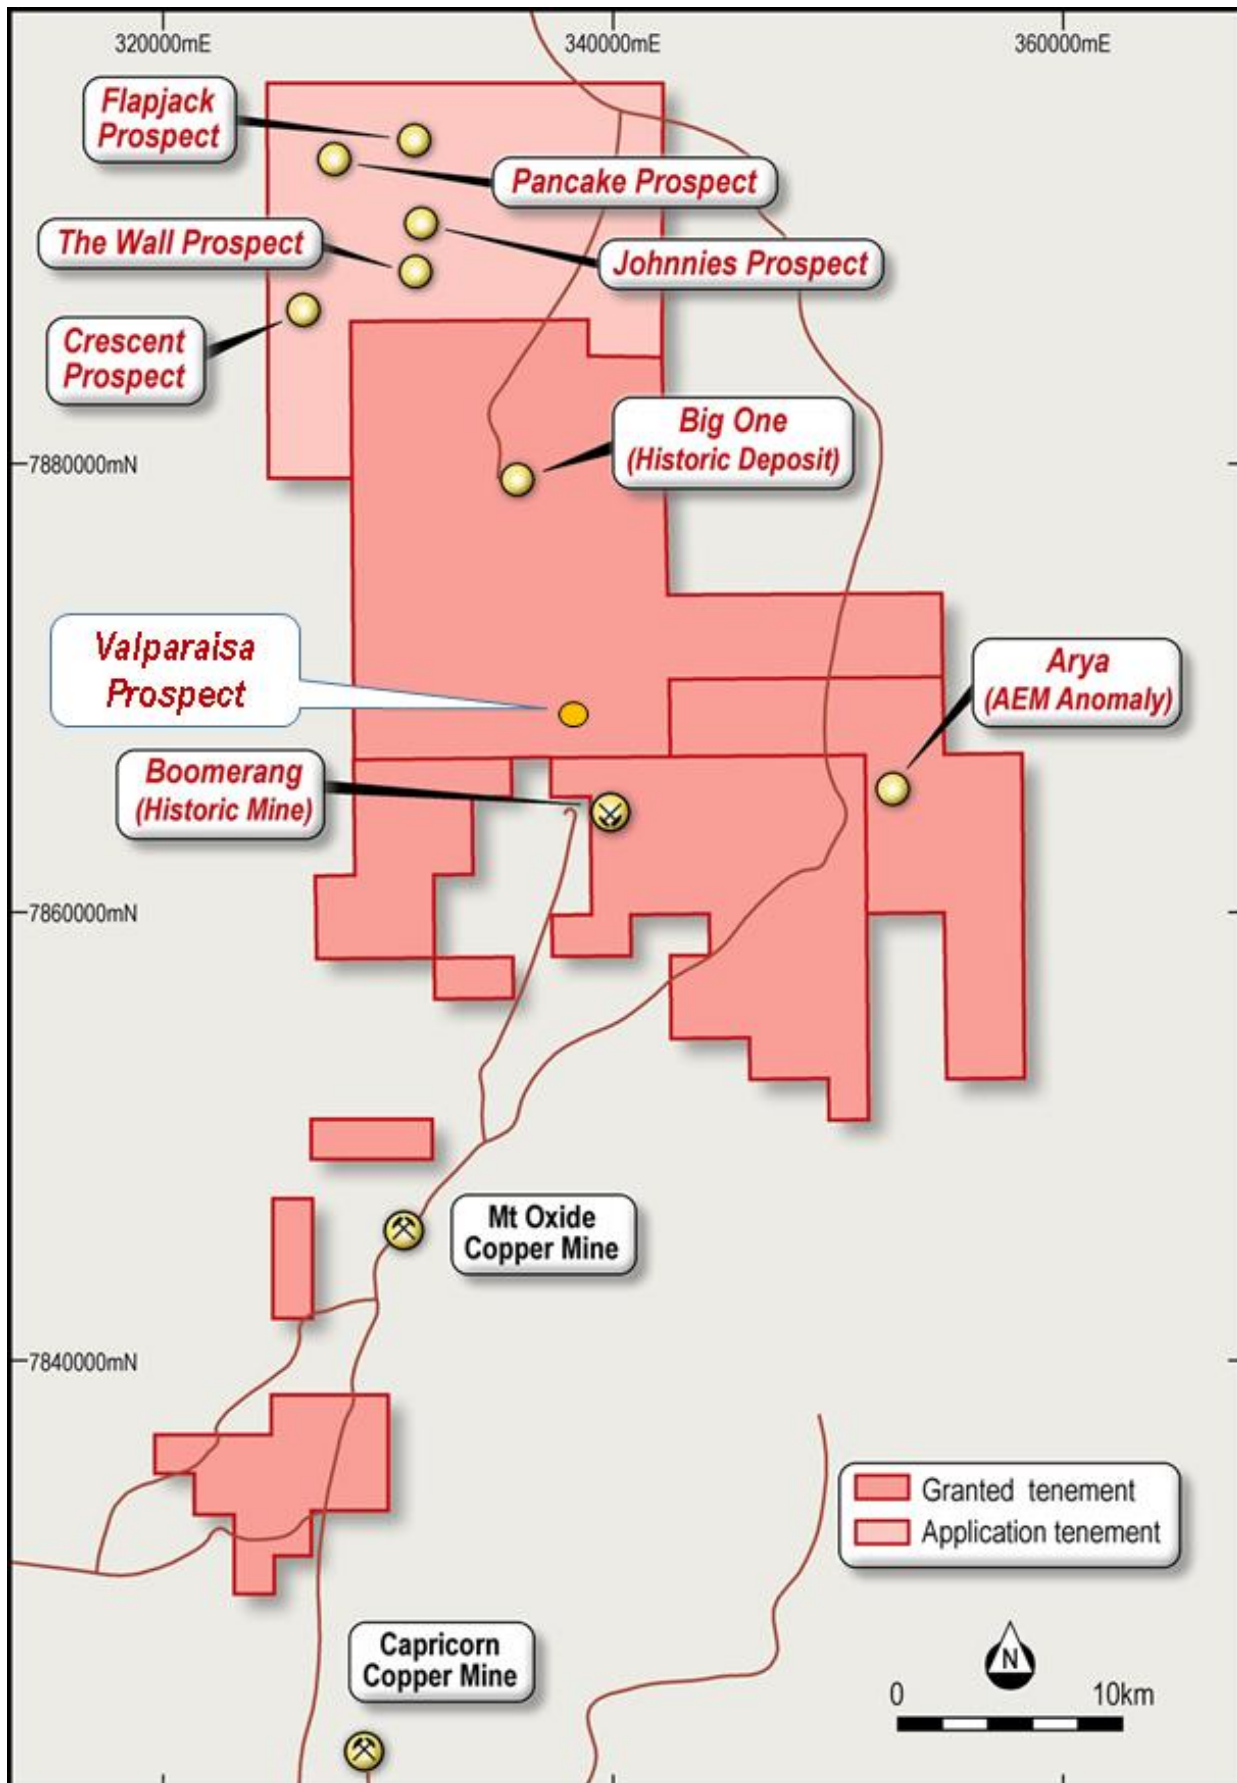 320000mE
340000mE
360000mE
Flapjack
Prospect
Pancake Prospect
The Wall Prospect
Johnnies Prospect
Crescent
Prospect
Big One
(Historic Deposit)
7880000mN
Valparaisa
Prospect
Arya
(AEM Anomaly)
Boomerang
(Historic Mine)
7860000mN
Mt Oxide
Copper Mine
7840000mN
Granted tenement
Application tenement
Capricorn
Copper Mine
N
0
10km